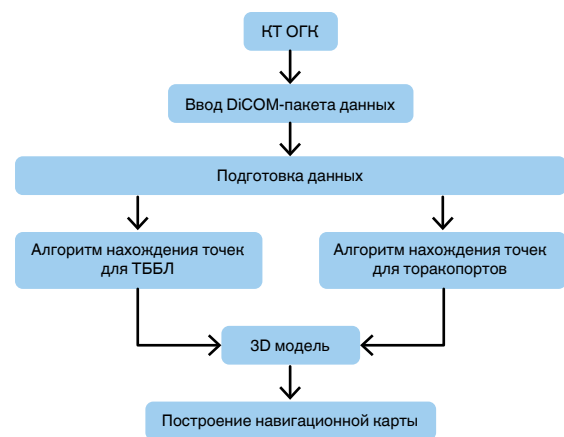 КТ ОГК
Ввод DiCOM-пакета данных
Подготовка данных
Алгоритм нахождения точек
для ТББЛ
Алгоритм нахождения точек
для торакопортов
3D модель
Построение навигационной карты